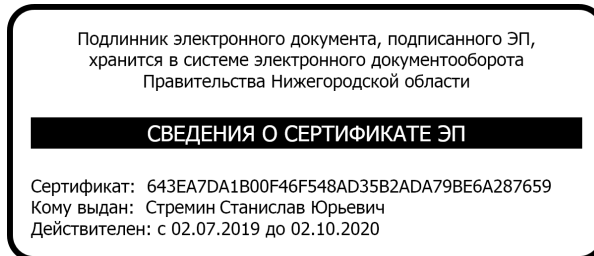 Подлинник электронного документа, подписанного ЭП,
хранится в системе электронного документооборота
Правительства Нижегородской области
СВЕДЕНИЯ О СЕРТИФИКАТЕ ЭП
Сертификат: 643EA7DA1B00F46F548AD35B2ADA79BE6A287659
Кому выдан: Стремин Станислав Юрьевич
Действителен: с 02.07.2019 до 02.10.2020